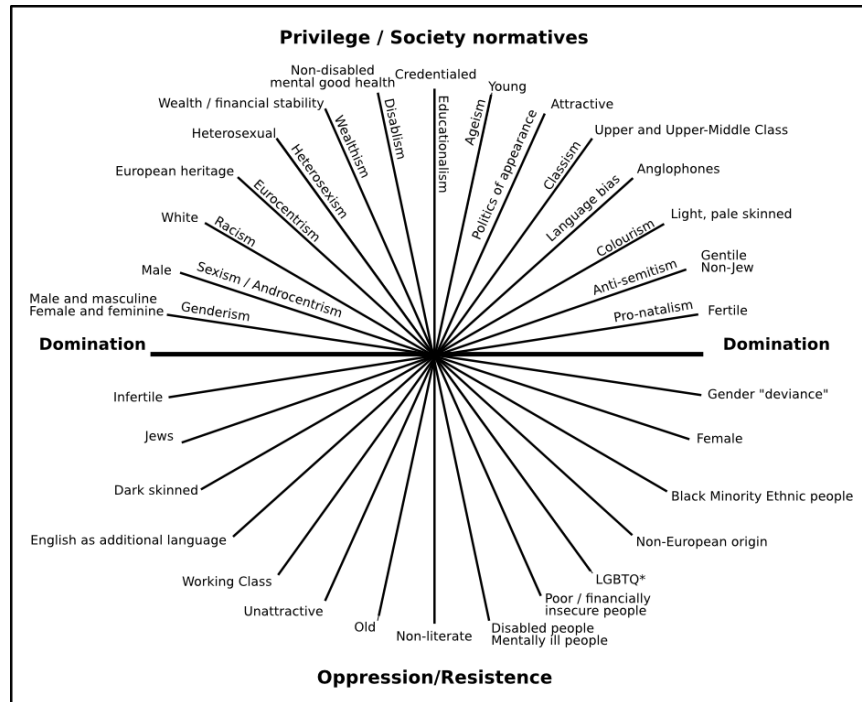 Privilege / Society normatives
Non-disabled
mental good health
Credentialed
Young
Wealth / financial stability
Attractive
Heterosexual
Upper and Upper-Middle Class
European heritage
Anglophones
White
Light, pale skinned
Male
Gentile
Non-Jew
Male and masculine
Female and feminine
Fertile
Genderism
Sexism / Androcentrism
Racism
Eurocentrism
Heterosexism
Wealthism
Disablism
Educationalism
Ageism
Politics of appearance
Classism
Language bias
Colourism
Anti-semitism
Pro-natalism
Domination
Domination
Infertile
Gender "deviance"
Jews
Female
Dark skinned
Black Minority Ethnic people
English as additional language
Non-European origin
Working Class
LGBTQ*
Unattractive
Poor / financially
insecure people
Old
Non-literate
Disabled people
Mentally ill people
Oppression/Resistence